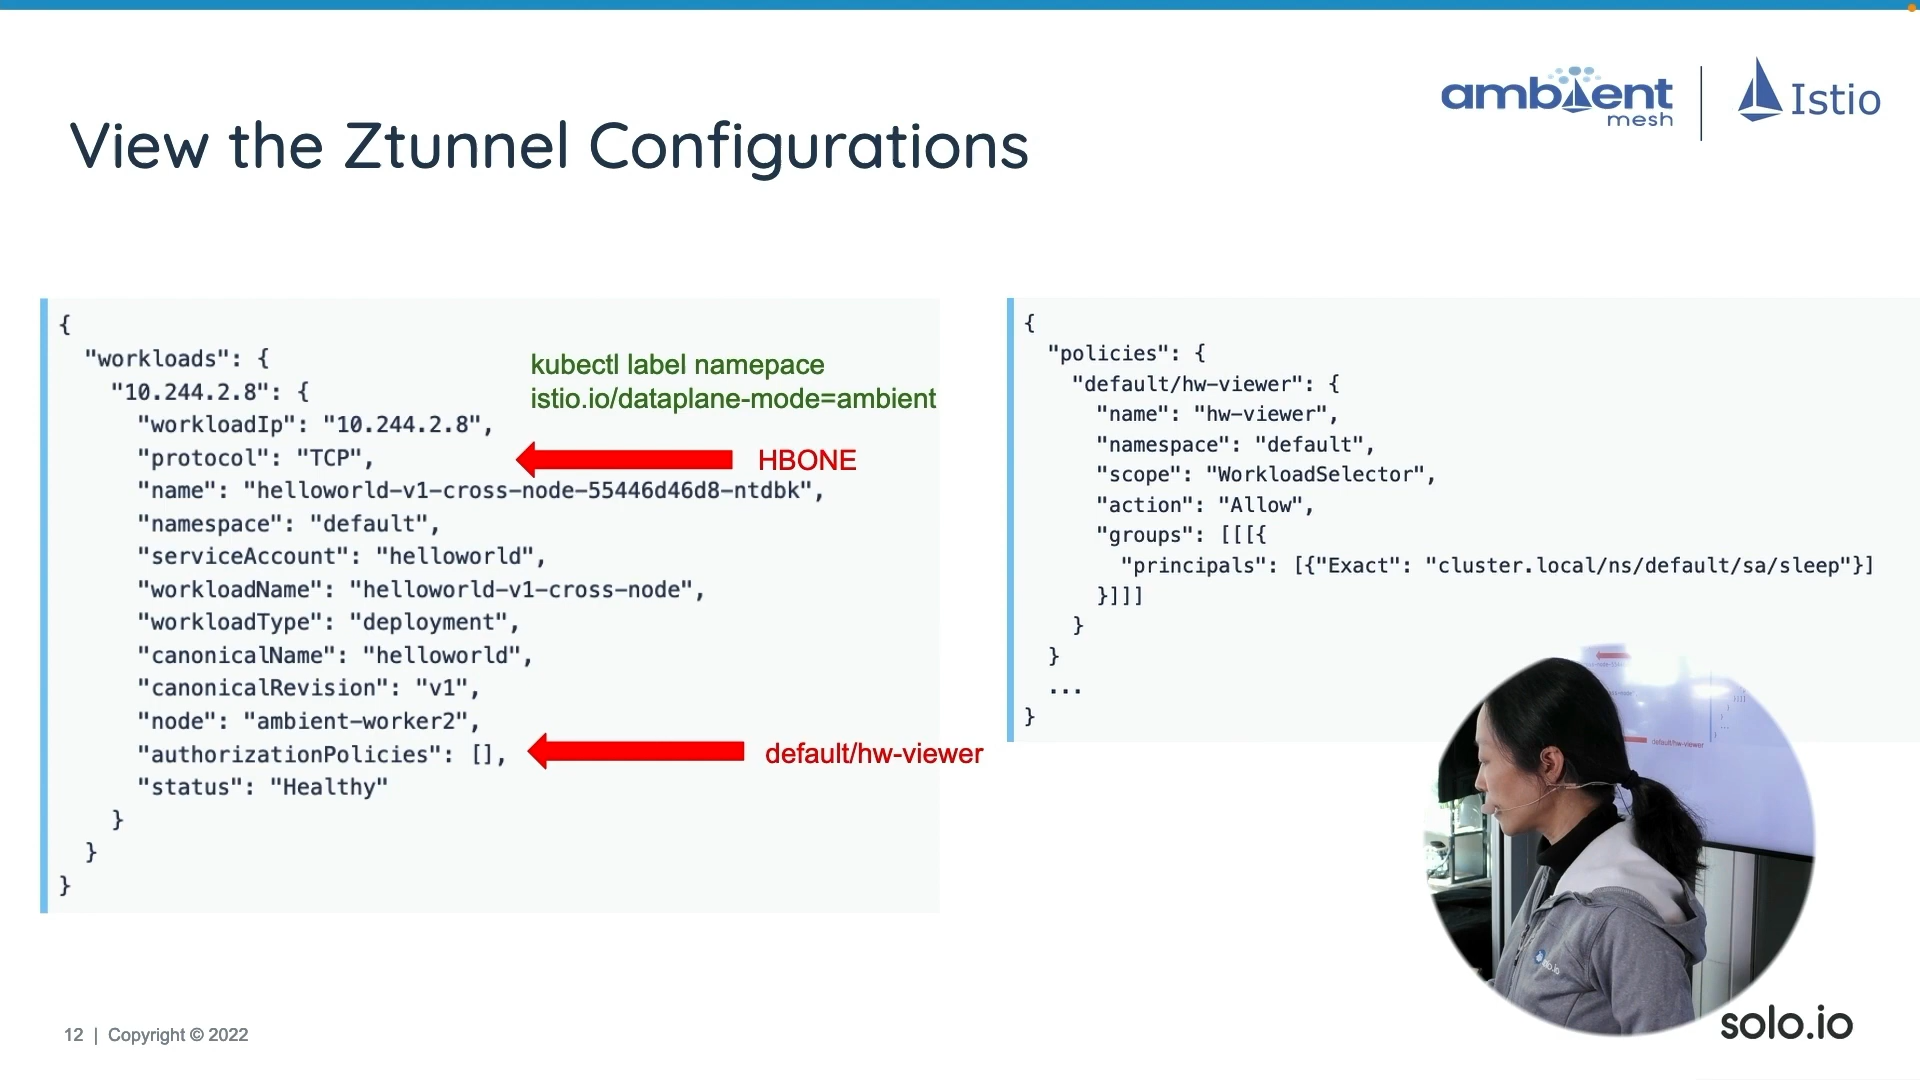 ambient
mesh
Istio
View the Ztunnel Configurations
{
"workloads": {
"10.244.2.8": {
"workloadIp": "10.244.2.8",
"protocol": "TCP",
"name": "helloworld-v1-cross-node-55446d46d8-ntdbk",
"namespace": "default",
"serviceAccount": "helloworld",
"workloadName": "helloworld-v1-cross-node",
"workloadType": "deployment",
"canonicalName": "helloworld",
"canonicalRevision": "v1",
"node": "ambient-worker2",
"authorizationPolicies": [],
"status": "Healthy"
}
}
}
kubectl label namepace
istio.io/dataplane-mode=ambient
HBONE
default/hw-viewer
{
"policies": {
"default/hw-viewer": {
"name": "hw-viewer",
"namespace": "default",
"scope": "WorkloadSelector",
"action": "Allow",
"groups": [[[{
"principals": [{"Exact": "cluster.local/ns/default/sa/sleep"}]
}]]]
}
}
...
}
default/hw-viewer
12 | Copyright © 2022
solo.io